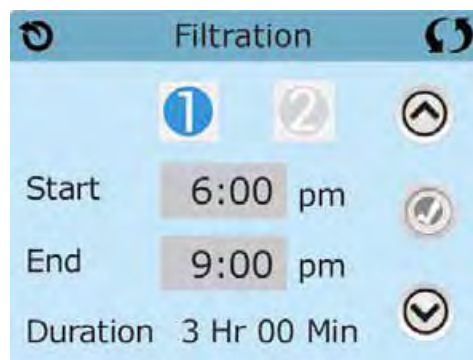 Filtration
1 2
Start 6:00 pm
End 9:00 pm
Duration 3 Hr 00 Min